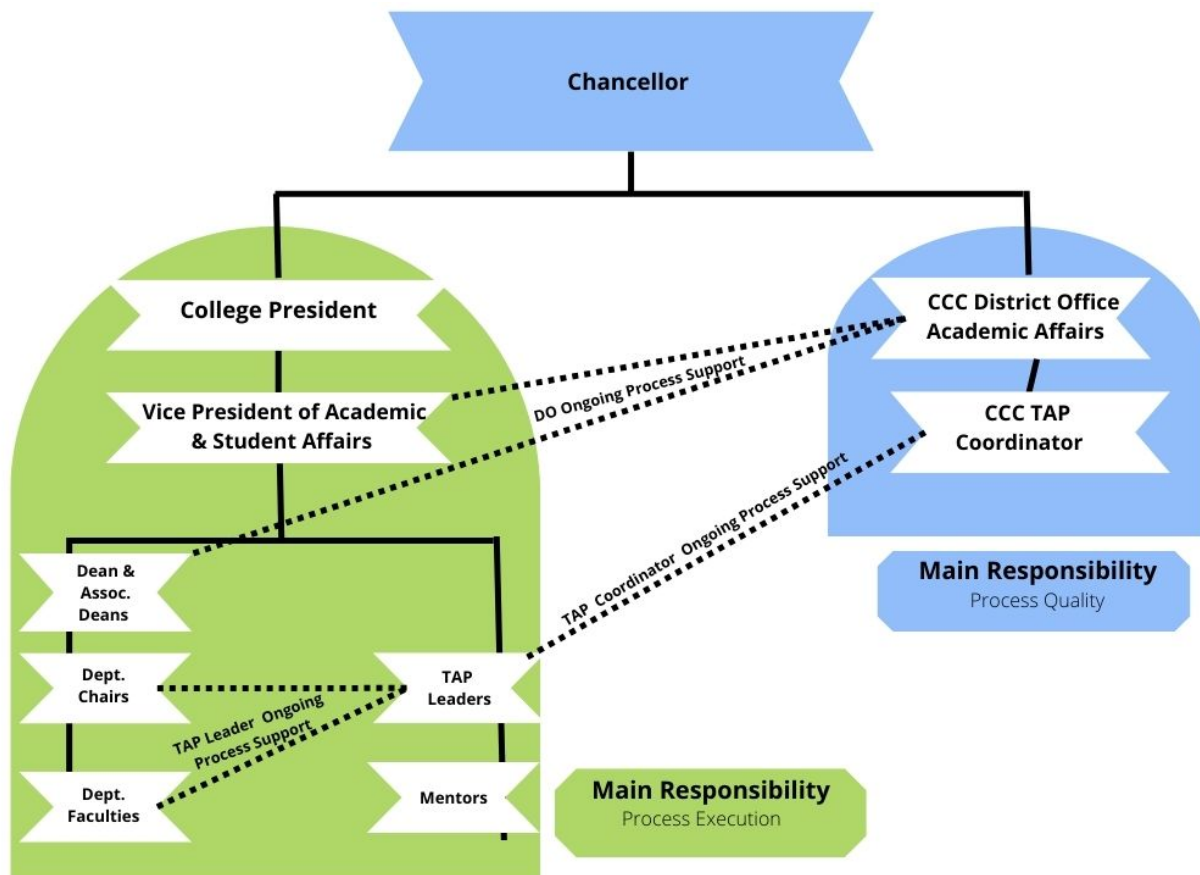 Chancellor
College President
CCC District Office
Academic Affairs
Vice President of Academic
& Student Affairs
DO Ongoing Process Support
CCC TAP
Coordinator
TAP Coordinator Ongoing Process Support
Dean &
Assoc.
Deans
Main Responsibility
Process Quality
Dept.
Chairs
TAP
Leaders
TAP Leader Ongoing
Process Support
Dept.
Faculties
Mentors
Main Responsibility
Process Execution